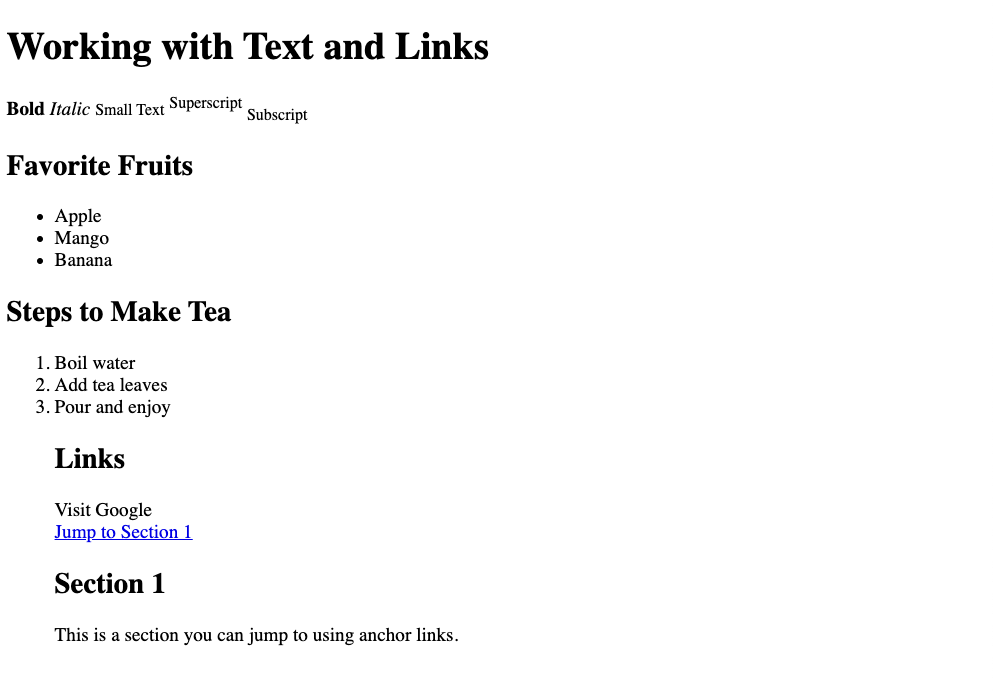 Working with Text and Links
Bold Italic Small Text Superscript Subscript
Favorite Fruits
• Apple
• Mango
• Banana
Steps to Make Tea
1. Boil water
2. Add tea leaves
3. Pour and enjoy
Links
Visit Google
Jump to Section 1
Section 1
This is a section you can jump to using anchor links.